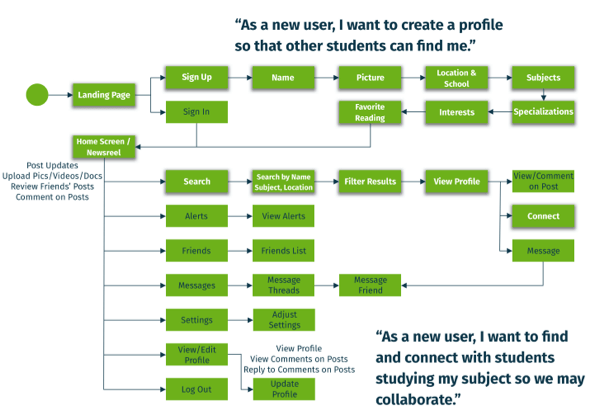 “As a new user, I want to create a profile
so that other students can find me.”
Landing Page
Sign Up
Name
Picture
Location &
School
Subjects
Sign In
Favorite
Reading
Interests
Specializations
Home Screen /
Newsreel
Post Updates
Upload Pics/Videos/Docs
Review Friends’ Posts
Comment on Posts
Search
Search by Name
Subject, Location
Filter Results
View Profile
View/Comment
on Post
Alerts
View Alerts
Connect
Friends
Friends List
Message
Messages
Message
Threads
Message
Friend
Settings
Adjust
Settings
View/Edit
Profile
View Profile
View Comments on Posts
Reply to Comments on Posts
Log Out
Update
Profile
“As a new user, I want to find
and connect with students
studying my subject so we may
collaborate.”